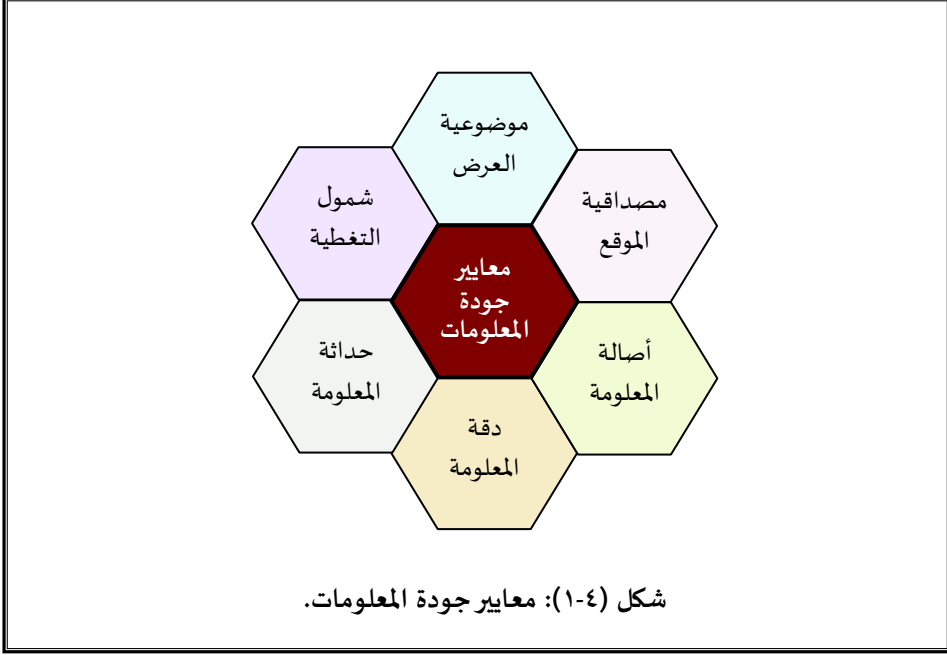 موضوعية
العرض
مصداقية
الموقع
شمول
التغطية
معايير
جودة
المعلومات
أصالة
المعلومة
حداثة
المعلومة
دقة
المعلومة
شكل (٤-١): معايير جودة المعلومات.